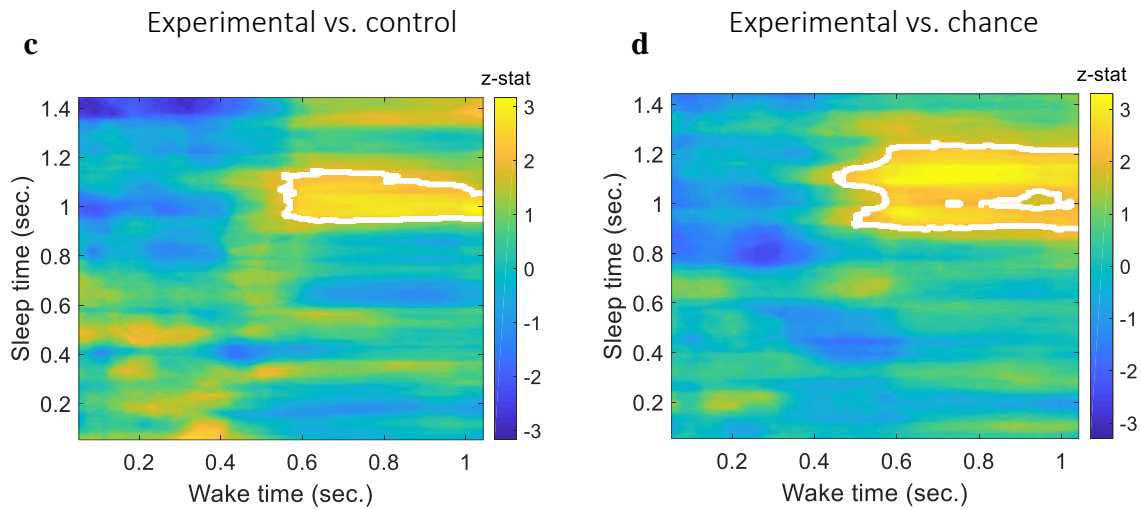 Experimental vs. control
c
z-stat
1.4
1.2
1
0.8
0.6
0.4
0.2
Sleep time (sec.)
0.2 0.4 0.6 0.8 1
Wake time (sec.)
3
2
1
0
-1
-2
-3
Experimental vs. chance
d
z-stat
1.4
1.2
1
0.8
0.6
0.4
0.2
Sleep time (sec.)
0.2 0.4 0.6 0.8 1
Wake time (sec.)
3
2
1
0
-1
-2
-3